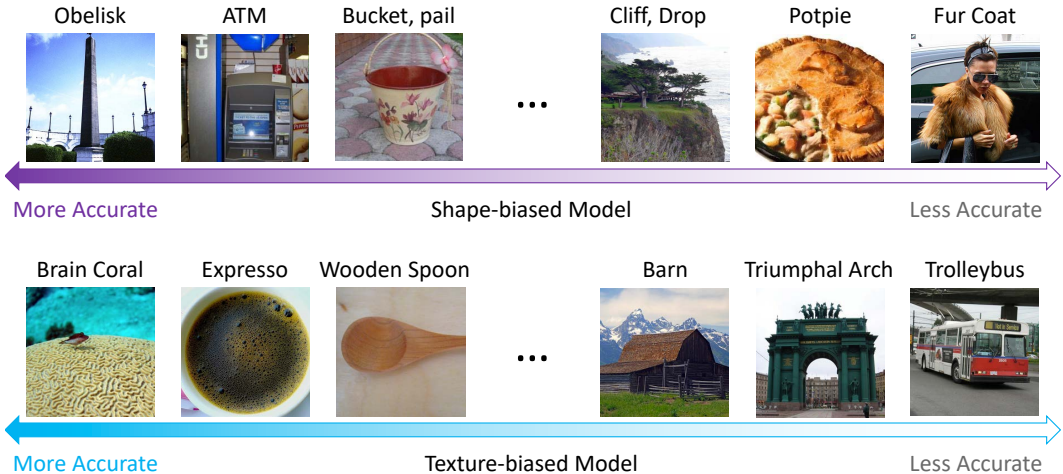 Obelisk ATM Bucket, pail Cliff, Drop Potpie Fur Coat
CH
...
More Accurate Shape-biased Model Less Accurate
Brain Coral Expresso Wooden Spoon Barn Triumphal Arch Trolleybus
...
More Accurate Texture-biased Model Less Accurate